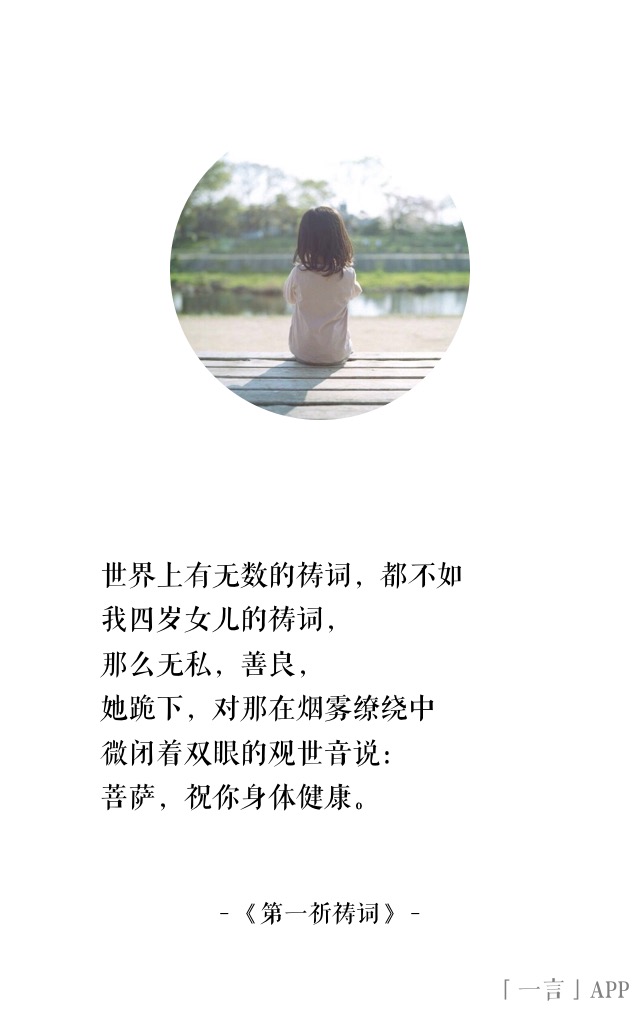 世界上有无数的祷词，都不如
我四岁女儿的祷词，
那么无私，善良，
她跪下，对那在烟雾缭绕中
微闭着双眼的观世音说：
菩萨，祝你身体健康。
-《第一祈祷词》-
「一言」APP